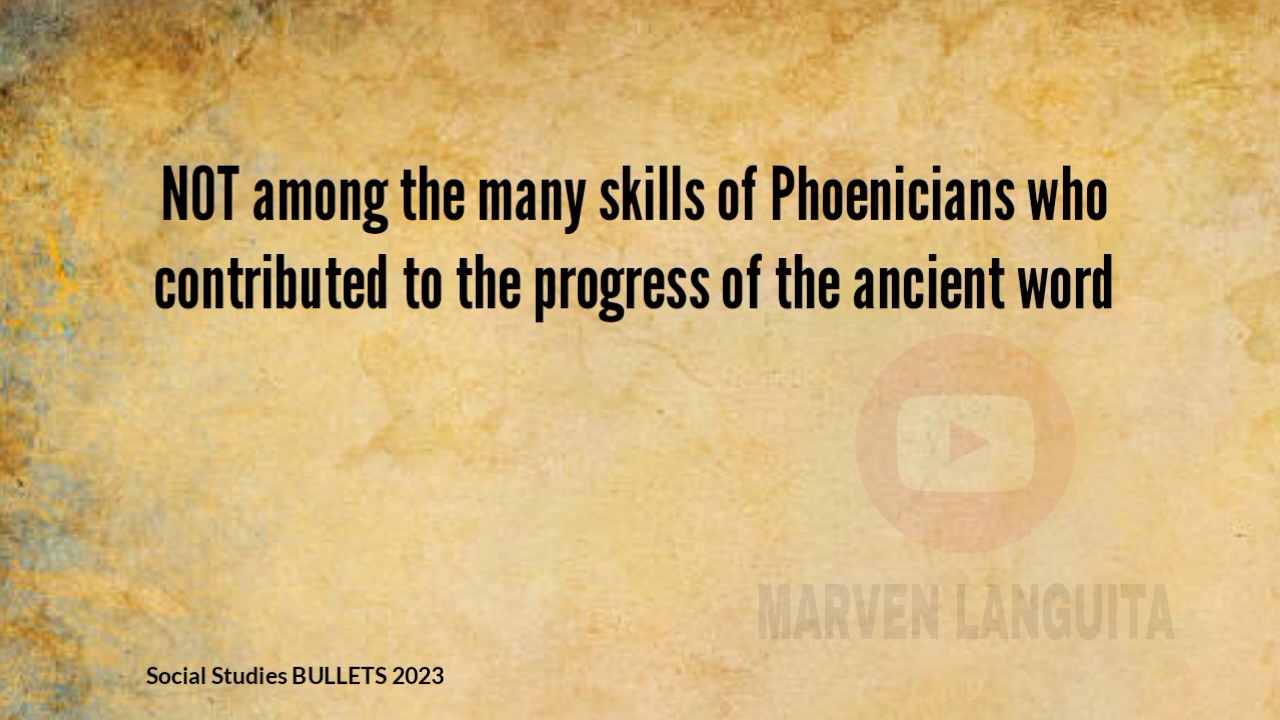 NOT among the many skills of Phoenicians who
contributed to the progress of the ancient word
MARVEN LANGUITA
Social Studies BULLETS 2023